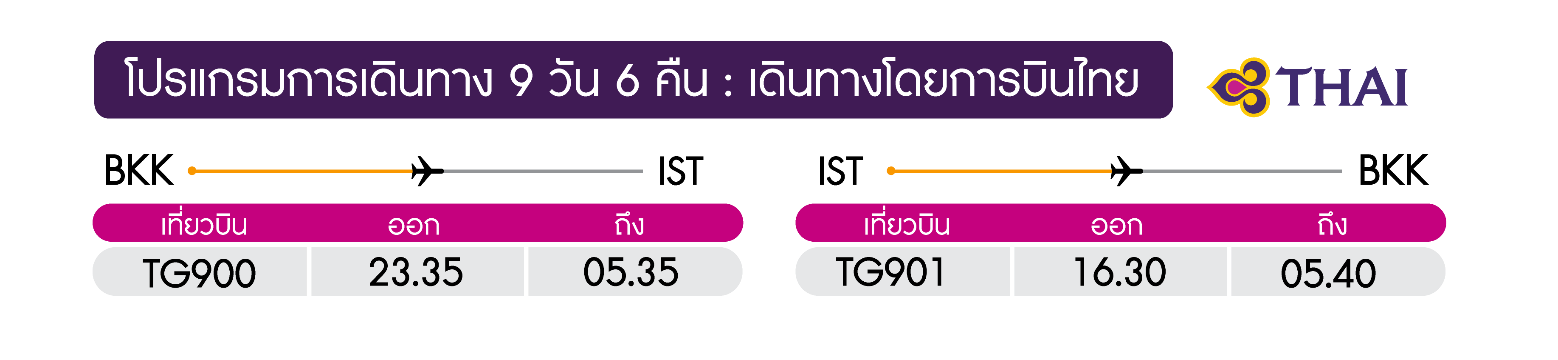 โปรแกรมการเดินทาง 9 วัน 6 คืน : เดินทางโดยการบินไทย
THAI
BKK IST
เที่ยวบิน ออก ถึง
TG900 23.35 05.35
IST BKK
เที่ยวบิน ออก ถึง
TG901 16.30 05.40